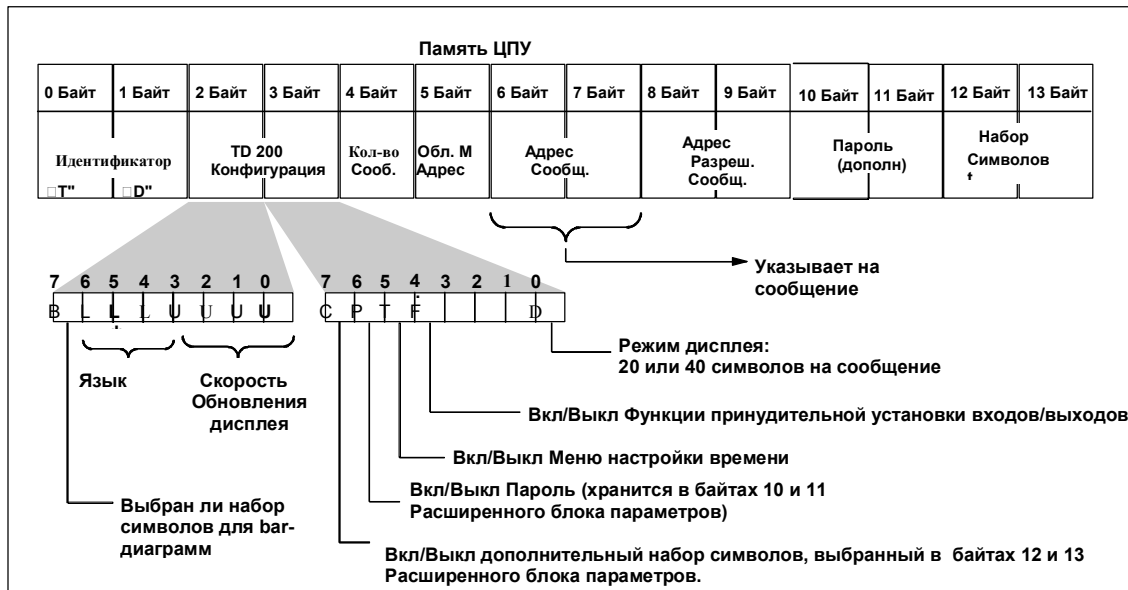 Память ЦПУ
0 Байт 1 Байт 2 Байт 3 Байт 4 Байт 5 Байт 6 Байт 7 Байт 8 Байт 9 Байт 10 Байт 11 Байт 12 Байт 13 Байт
Идентификатор
□T" □D"
TD 200
Конфигурация
Кол-во
Сооб.
Обл. М
Адрес
Адрес
Сообщ.
Адрес
Разреш.
Сообщ.
Пароль
(дополн)
Набор
Символов
Указывает на
сообщение
7 6 5 4 3 2 1 0
B L L L U U U U
7 6 5 4 3 2 1 0
C P T F D
Язык
Скорость
Обновления
дисплея
Режим дисплея:
20 или 40 символов на сообщение
Вкл/Выкл Функции принудительной установки входов/выходов
Вкл/Выкл Меню настройки времени
Вкл/Выкл Пароль (хранится в байтах 10 и 11
Расширенного блока параметров)
Выбран ли набор
символов для bar-
диаграмм
Вкл/Выкл дополнительный набор символов, выбранный в байтах 12 и 13
Расширенного блока параметров.